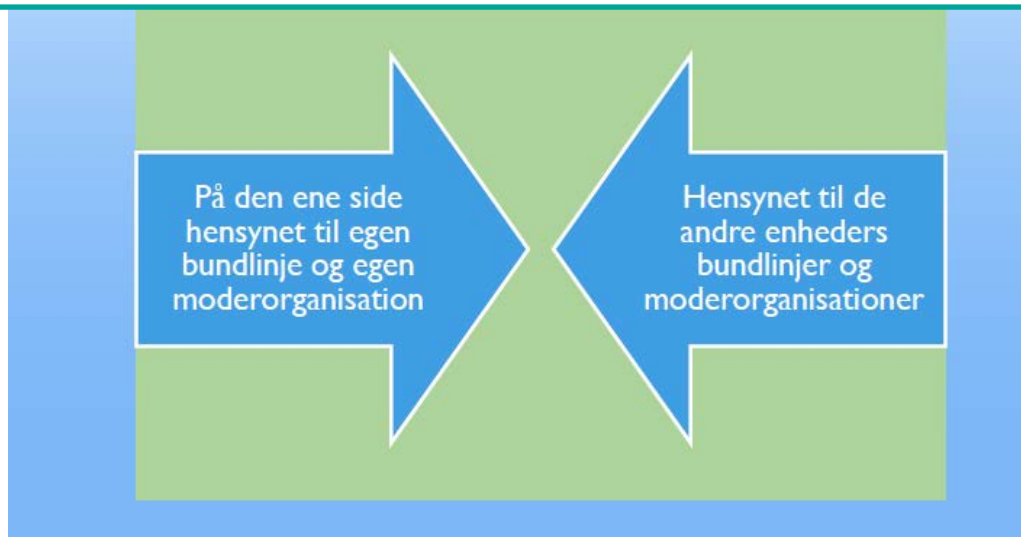 På den ene side
hensynet til egen
bundlinje og egen
moderorganisation
Hensynet til de
andre enheders
bundlinjer og
moderorganisationer